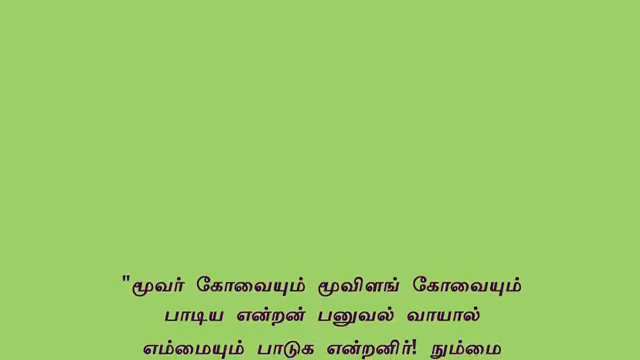 "மூவர் கோவையும் மூவிளங் கோவையும்
பாடிய என்றன் பனுவல் வாயால்
எம்மையும் பாடுக என்றனிர்! நும்மை